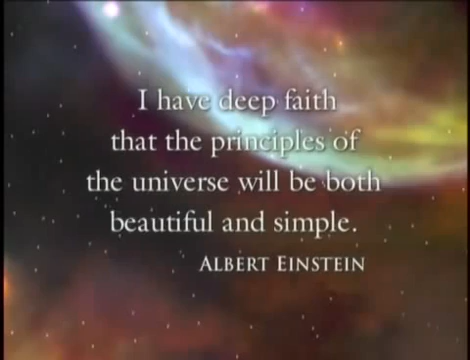 I have deep faith
that the principles of
the universe will be both
beautiful and simple.
ALBERT EINSTEIN